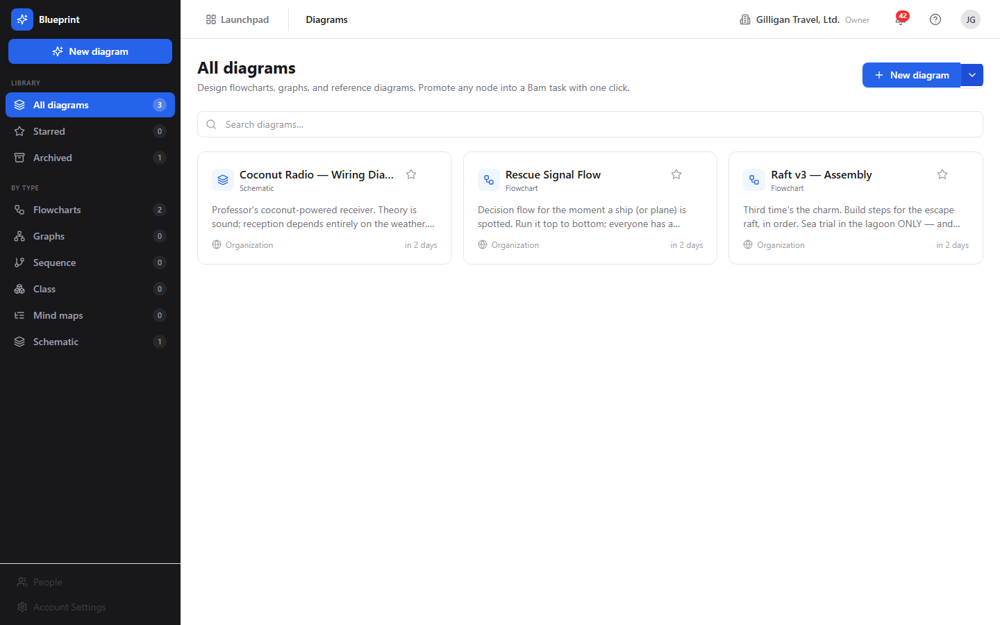 Blueprint
New diagram
LIBRARY
All diagrams 3
Starred 0
Archived 1
BY TYPE
Flowcharts 2
Graphs 0
Sequence 0
Class 0
Mind maps 0
Schematic 1
People
Account Settings
Launchpad
Diagrams
Gilligan Travel, Ltd. Owner
42
JG
All diagrams
Design flowcharts, graphs, and reference diagrams. Promote any node into a Bam task with one click.
New diagram
Search diagrams...
Coconut Radio — Wiring Dia...
Schematic
Professor's coconut-powered receiver. Theory is
sound; reception depends entirely on the weather,...
Organization
in 2 days
Rescue Signal Flow
Flowchart
Decision flow for the moment a ship (or plane) is
spotted. Run it top to bottom; everyone has a...
Organization
in 2 days
Raft v3 — Assembly
Flowchart
Third time's the charm. Build steps for the escape
raft, in order. Sea trial in the lagoon ONLY — and...
Organization
in 2 days